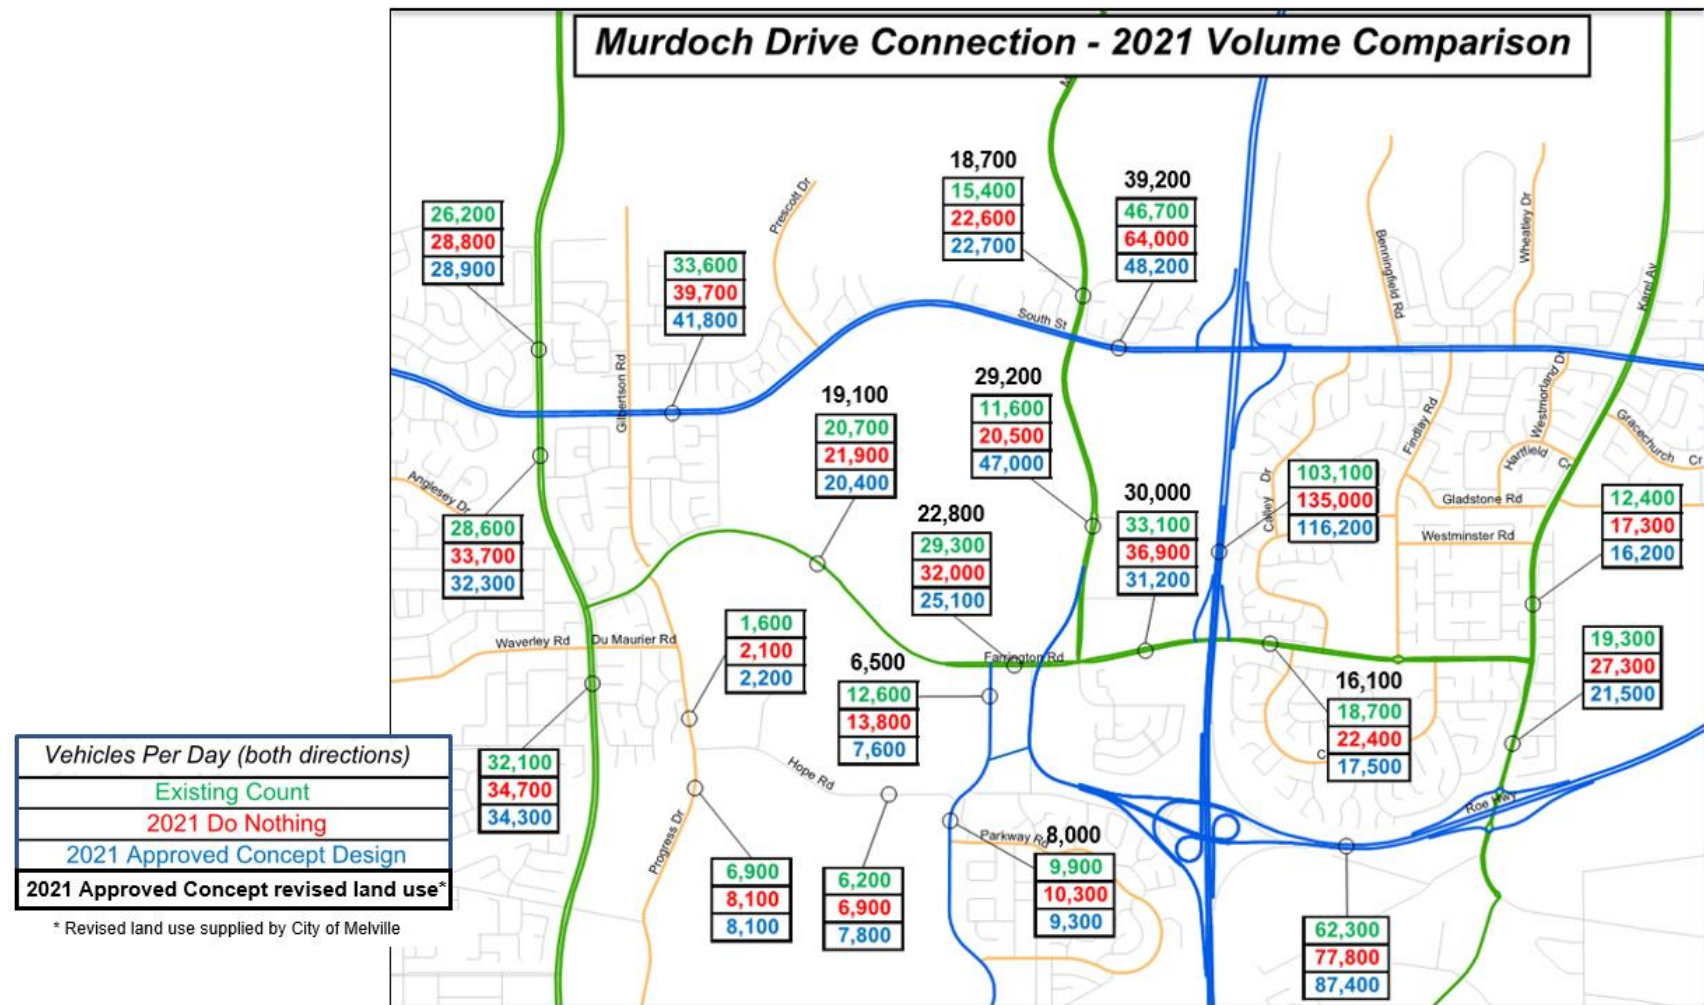 Murdoch Drive Connection - 2021 Volume Comparison
18,700
15,400
22,600
22,700
39,200
46,700
64,000
48,200
26,200
28,800
28,900
33,600
39,700
41,800
Prescott Dr
Benningfield Rd
Wheatley Dr
Karel Av
South St
Gilbertson Rd
19,100
20,700
21,900
20,400
29,200
11,600
20,500
47,000
Findlay Rd
Westmorland Dr
Hartfield Cr
Gracechurch Cr
Anglesey Dr
28,600
33,700
32,300
22,800
29,300
32,000
25,100
30,000
33,100
36,900
31,200
Calley Dr
103,100
135,000
116,200
Gladstone Rd
Westminster Rd
12,400
17,300
16,200
Waverley Rd
Du Maurier Rd
1,600
2,100
2,200
Farrington Rd
6,500
12,600
13,800
7,600
16,100
18,700
22,400
17,500
C
19,300
27,300
21,500
32,100
34,700
34,300
Hope Rd
Roe Hwy
Progress Dr
Parkway Rd
8,000
9,900
10,300
9,300
6,900
8,100
8,100
6,200
6,900
7,800
62,300
77,800
87,400
Vehicles Per Day (both directions)
Existing Count
2021 Do Nothing
2021 Approved Concept Design
2021 Approved Concept revised land use*
* Revised land use supplied by City of Melville